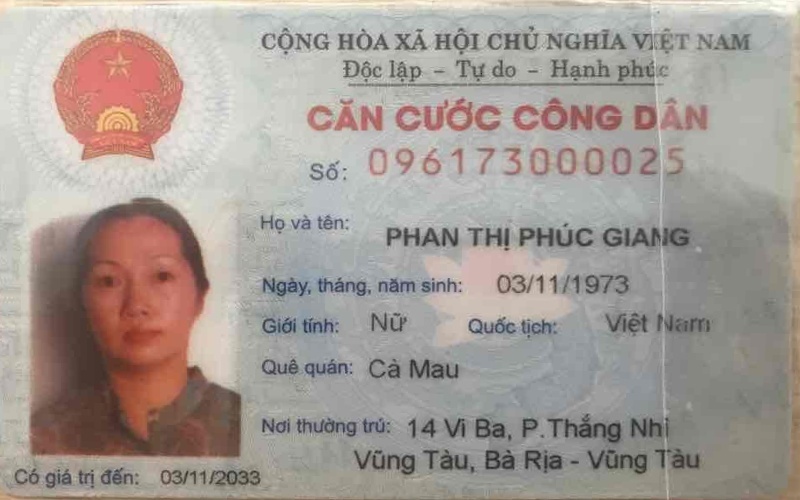 CỘNG HÒA XÃ HỘI CHỦ NGHĨA VIỆT NAM
Độc lập – Tự do – Hạnh phúc
CĂN CƯỚC CÔNG DÂN
Số: 096173000025
Họ và tên: PHAN THỊ PHÚC GIANG
Ngày, tháng, năm sinh: 03/11/1973
Giới tính: Nữ Quốc tịch: Việt Nam
Quê quán: Cà Mau
Nơi thường trú: 14 Vi Ba, P.Thắng Nhì
Vũng Tàu, Bà Rịa - Vũng Tàu
Có giá trị đến: 03/11/2033